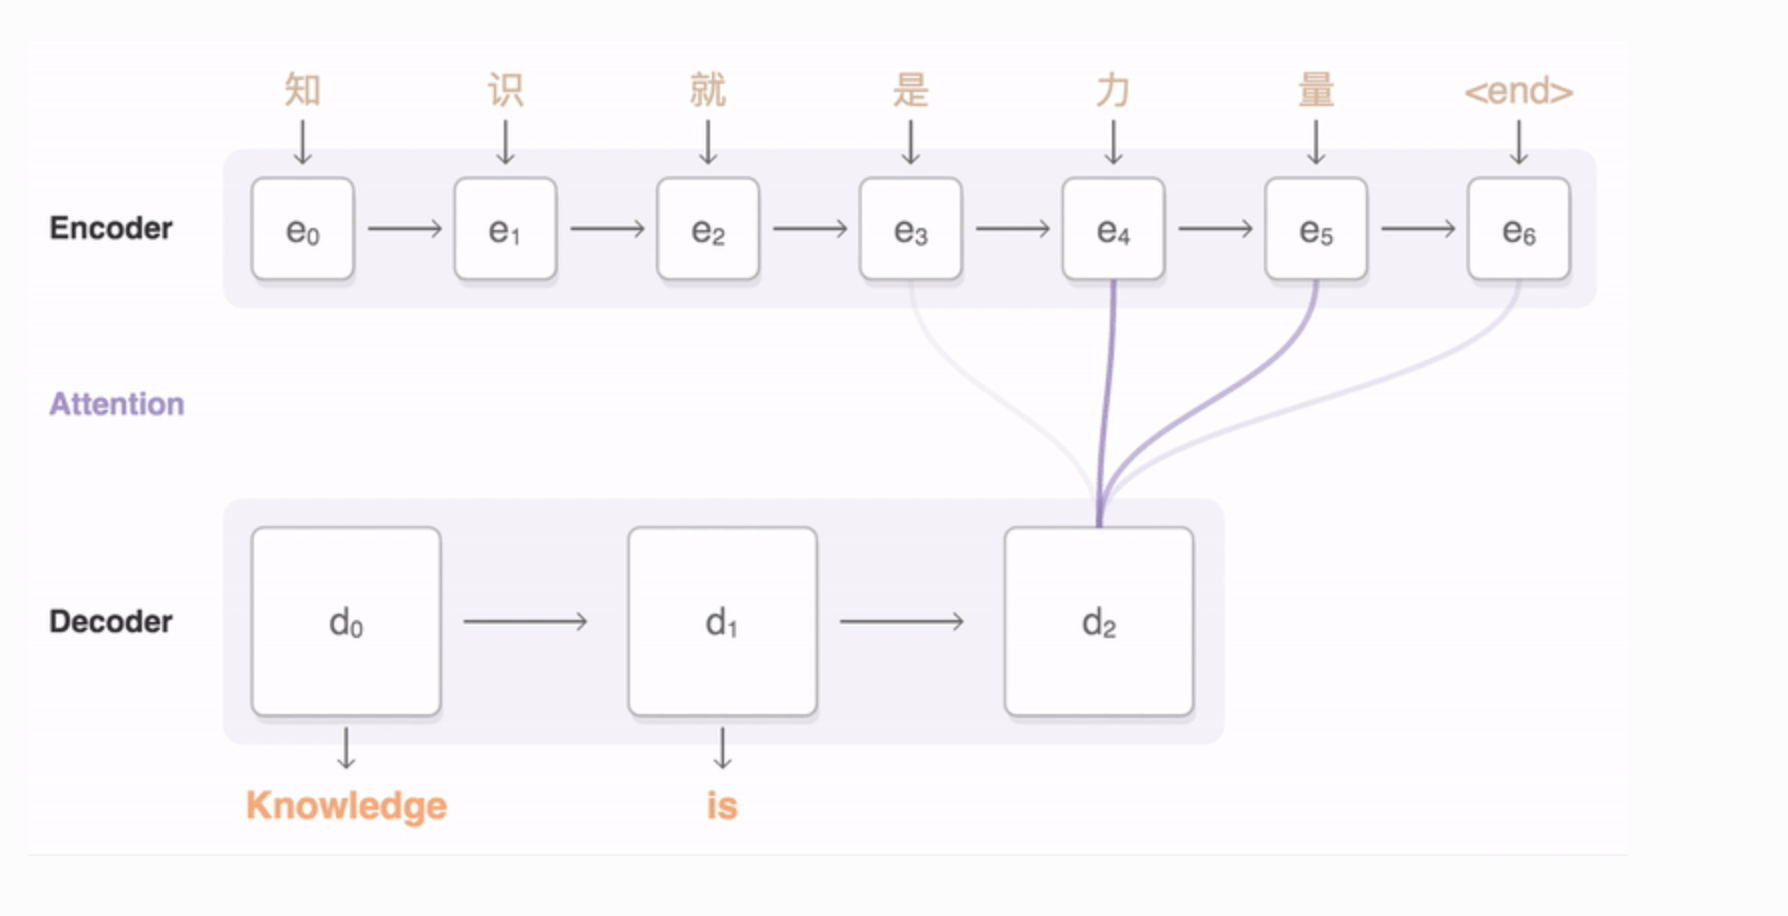 知 识 就 是 力 量 <end>
Encoder e₀ e₁ e₂ e₃ e₄ e₅ e₆
Attention
Decoder d₀ d₁ d₂
Knowledge is